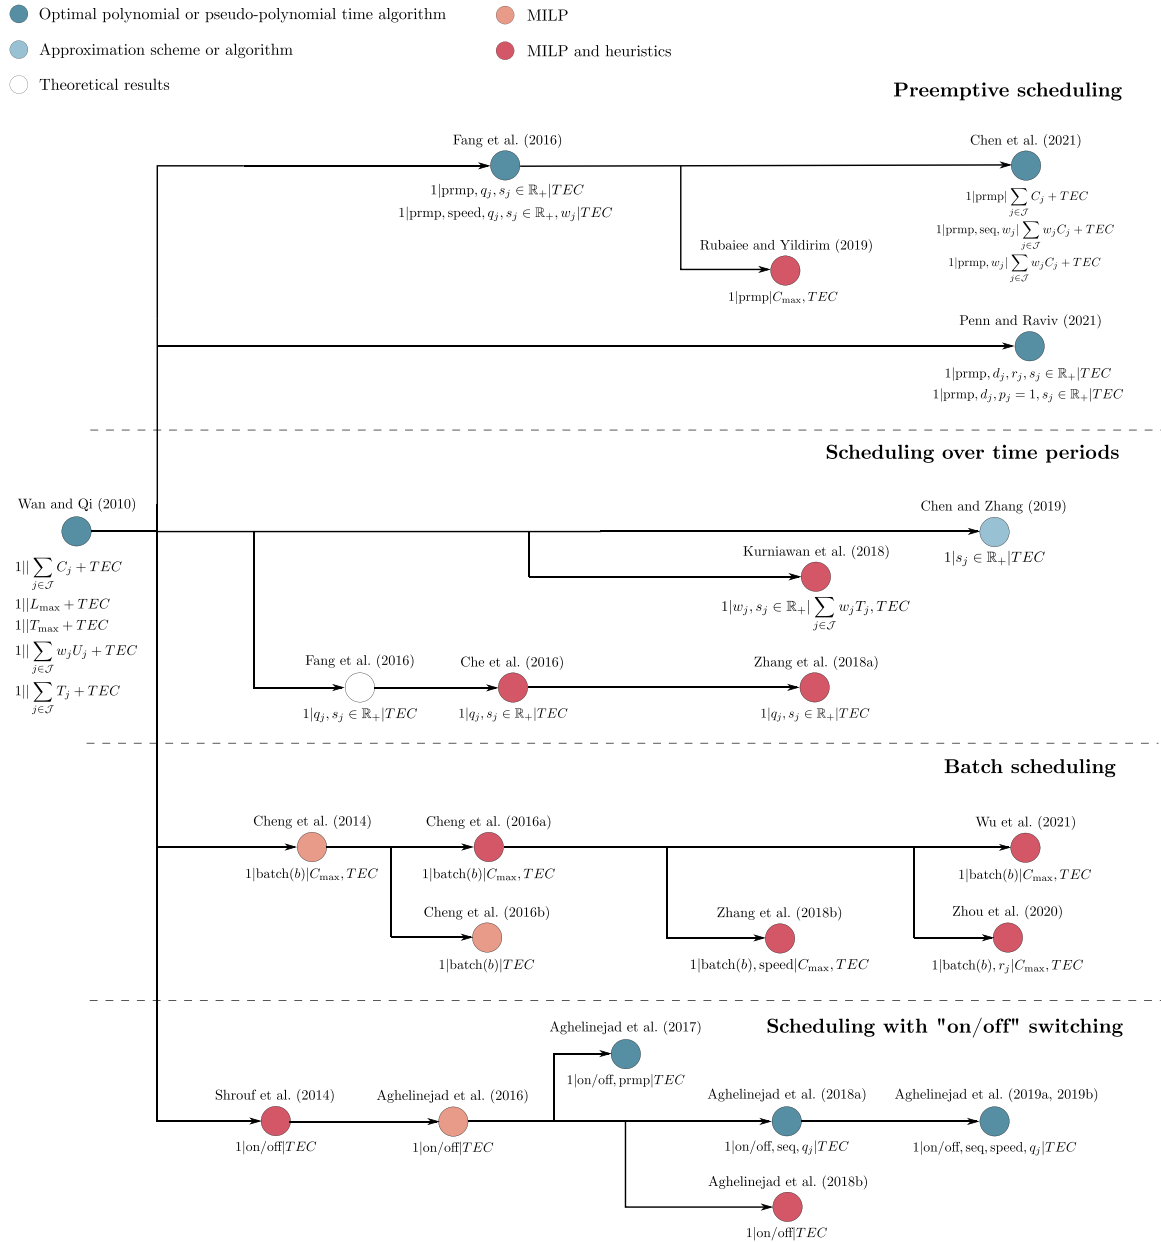 Optimal polynomial or pseudo-polynomial time algorithm
MILP
Approximation scheme or algorithm
MILP and heuristics
Theoretical results
Preemptive scheduling
Fang et al. (2016)
1|prmp, q_j, s_j ∈ ℝ₊|TEC
1|prmp, speed, q_j, s_j ∈ ℝ₊, w_j|TEC
Chen et al. (2021)
1|prmp| ∑_{j∈𝒥} C_j + TEC
1|prmp, seq, w_j| ∑_{j∈𝒥} w_jC_j + TEC
1|prmp, w_j| ∑_{j∈𝒥} w_jC_j + TEC
Rubaiee and Yildirim (2019)
1|prmp|C_max, TEC
Penn and Raviv (2021)
1|prmp, d_j, r_j, s_j ∈ ℝ₊|TEC
1|prmp, d_j, p_j = 1, s_j ∈ ℝ₊|TEC
Scheduling over time periods
Wan and Qi (2010)
1|| ∑_{j∈𝒥} C_j + TEC
1||L_max + TEC
1||T_max + TEC
1|| ∑_{j∈𝒥} w_jU_j + TEC
1|| ∑_{j∈𝒥} T_j + TEC
Chen and Zhang (2019)
1|s_j ∈ ℝ₊|TEC
Kurniawan et al. (2018)
1|w_j, s_j ∈ ℝ₊| ∑_{j∈𝒥} w_jT_j, TEC
Fang et al. (2016)
1|q_j, s_j ∈ ℝ₊|TEC
Che et al. (2016)
1|q_j, s_j ∈ ℝ₊|TEC
Zhang et al. (2018a)
1|q_j, s_j ∈ ℝ₊|TEC
Batch scheduling
Cheng et al. (2014)
1|batch(b)|C_max, TEC
Cheng et al. (2016a)
1|batch(b)|C_max, TEC
Wu et al. (2021)
1|batch(b)|C_max, TEC
Cheng et al. (2016b)
1|batch(b)|TEC
Zhang et al. (2018b)
1|batch(b), speed|C_max, TEC
Zhou et al. (2020)
1|batch(b), r_j|C_max, TEC
Scheduling with "on/off" switching
Aghelinejad et al. (2017)
1|on/off, prmp|TEC
Shrouf et al. (2014)
1|on/off|TEC
Aghelinejad et al. (2016)
1|on/off|TEC
Aghelinejad et al. (2018a)
1|on/off, seq, q_j|TEC
Aghelinejad et al. (2019a, 2019b)
1|on/off, seq, speed, q_j|TEC
Aghelinejad et al. (2018b)
1|on/off|TEC